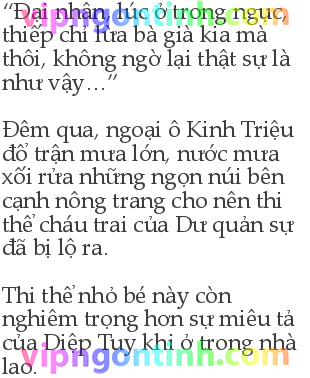 “Đại nhân, lúc ở trong ngục,
thiếp chỉ lừa bà già kia mà
thôi, không ngờ lại thật sự là
như vậy…”
Đêm qua, ngoại ô Kinh Triệu
đổ trận mưa lớn, nước mưa
xối rửa những ngọn núi bên
cạnh nông trang cho nên thi
thể cháu trai của Dư quản sự
đã bị lộ ra.
Thi thể nhỏ bé này còn
nghiêm trọng hơn sự miêu tả
của Diệp Tuy khi ở trong nhà
lao.
vipngontinh.com
vipngontinh.com